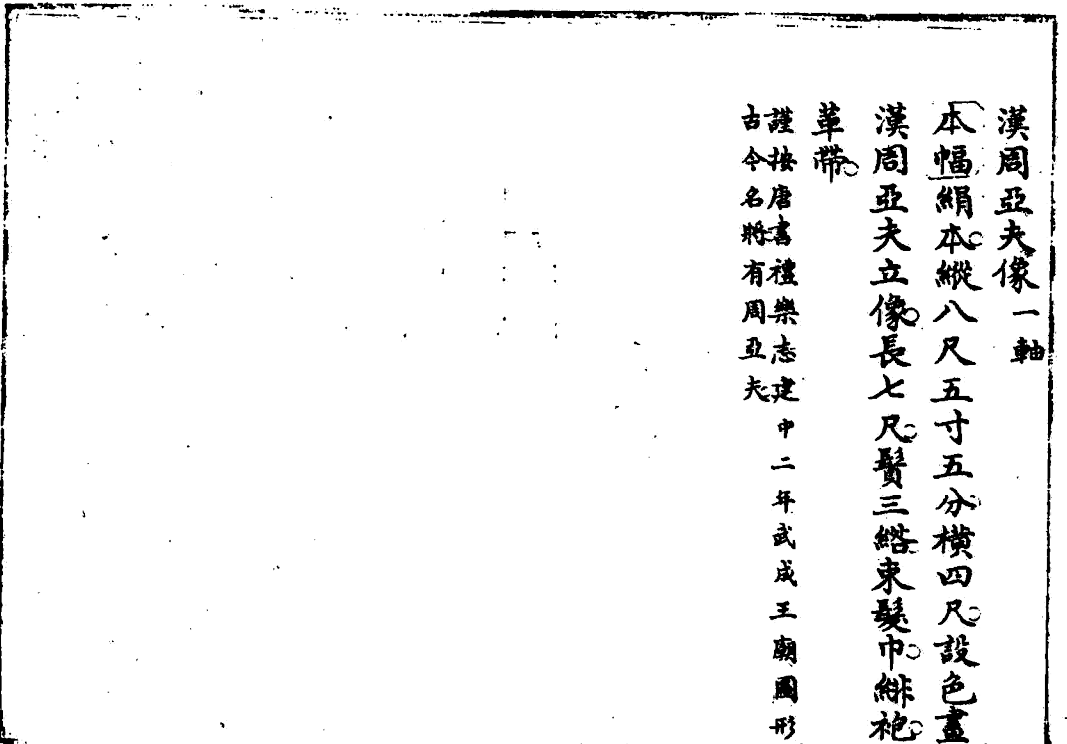 漢周亞夫像一軸
本幅絹本縱八尺五寸五分橫四尺設色畫
漢周亞夫立像長七尺鬢三綹束髮巾緋袍
革帶
謹按唐書禮樂志建中二年武成王廟圖形
古今名將有周亞夫